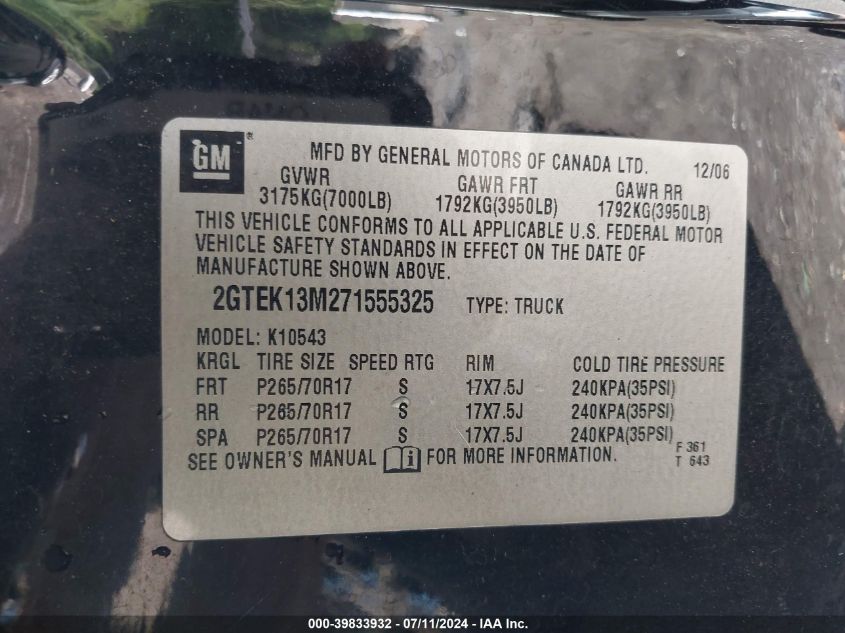 GM ® MFD BY GENERAL MOTORS OF CANADA LTD. 12/06
GVWR GAWR FRT GAWR RR
3175KG(7000LB) 1792KG(3950LB) 1792KG(3950LB)
THIS VEHICLE CONFORMS TO ALL APPLICABLE U.S. FEDERAL MOTOR
VEHICLE SAFETY STANDARDS IN EFFECT ON THE DATE OF
MANUFACTURE SHOWN ABOVE.
2GTEK13M271555325 TYPE: TRUCK
MODEL: K10543
KRGL TIRE SIZE SPEED RTG RIM COLD TIRE PRESSURE
FRT P265/70R17 S 17X7.5J 240KPA(35PSI)
RR P265/70R17 S 17X7.5J 240KPA(35PSI)
SPA P265/70R17 S 17X7.5J 240KPA(35PSI)
F 361
SEE OWNER'S MANUAL i FOR MORE INFORMATION. T 643
000-39833932 - 07/11/2024 - IAAI.com